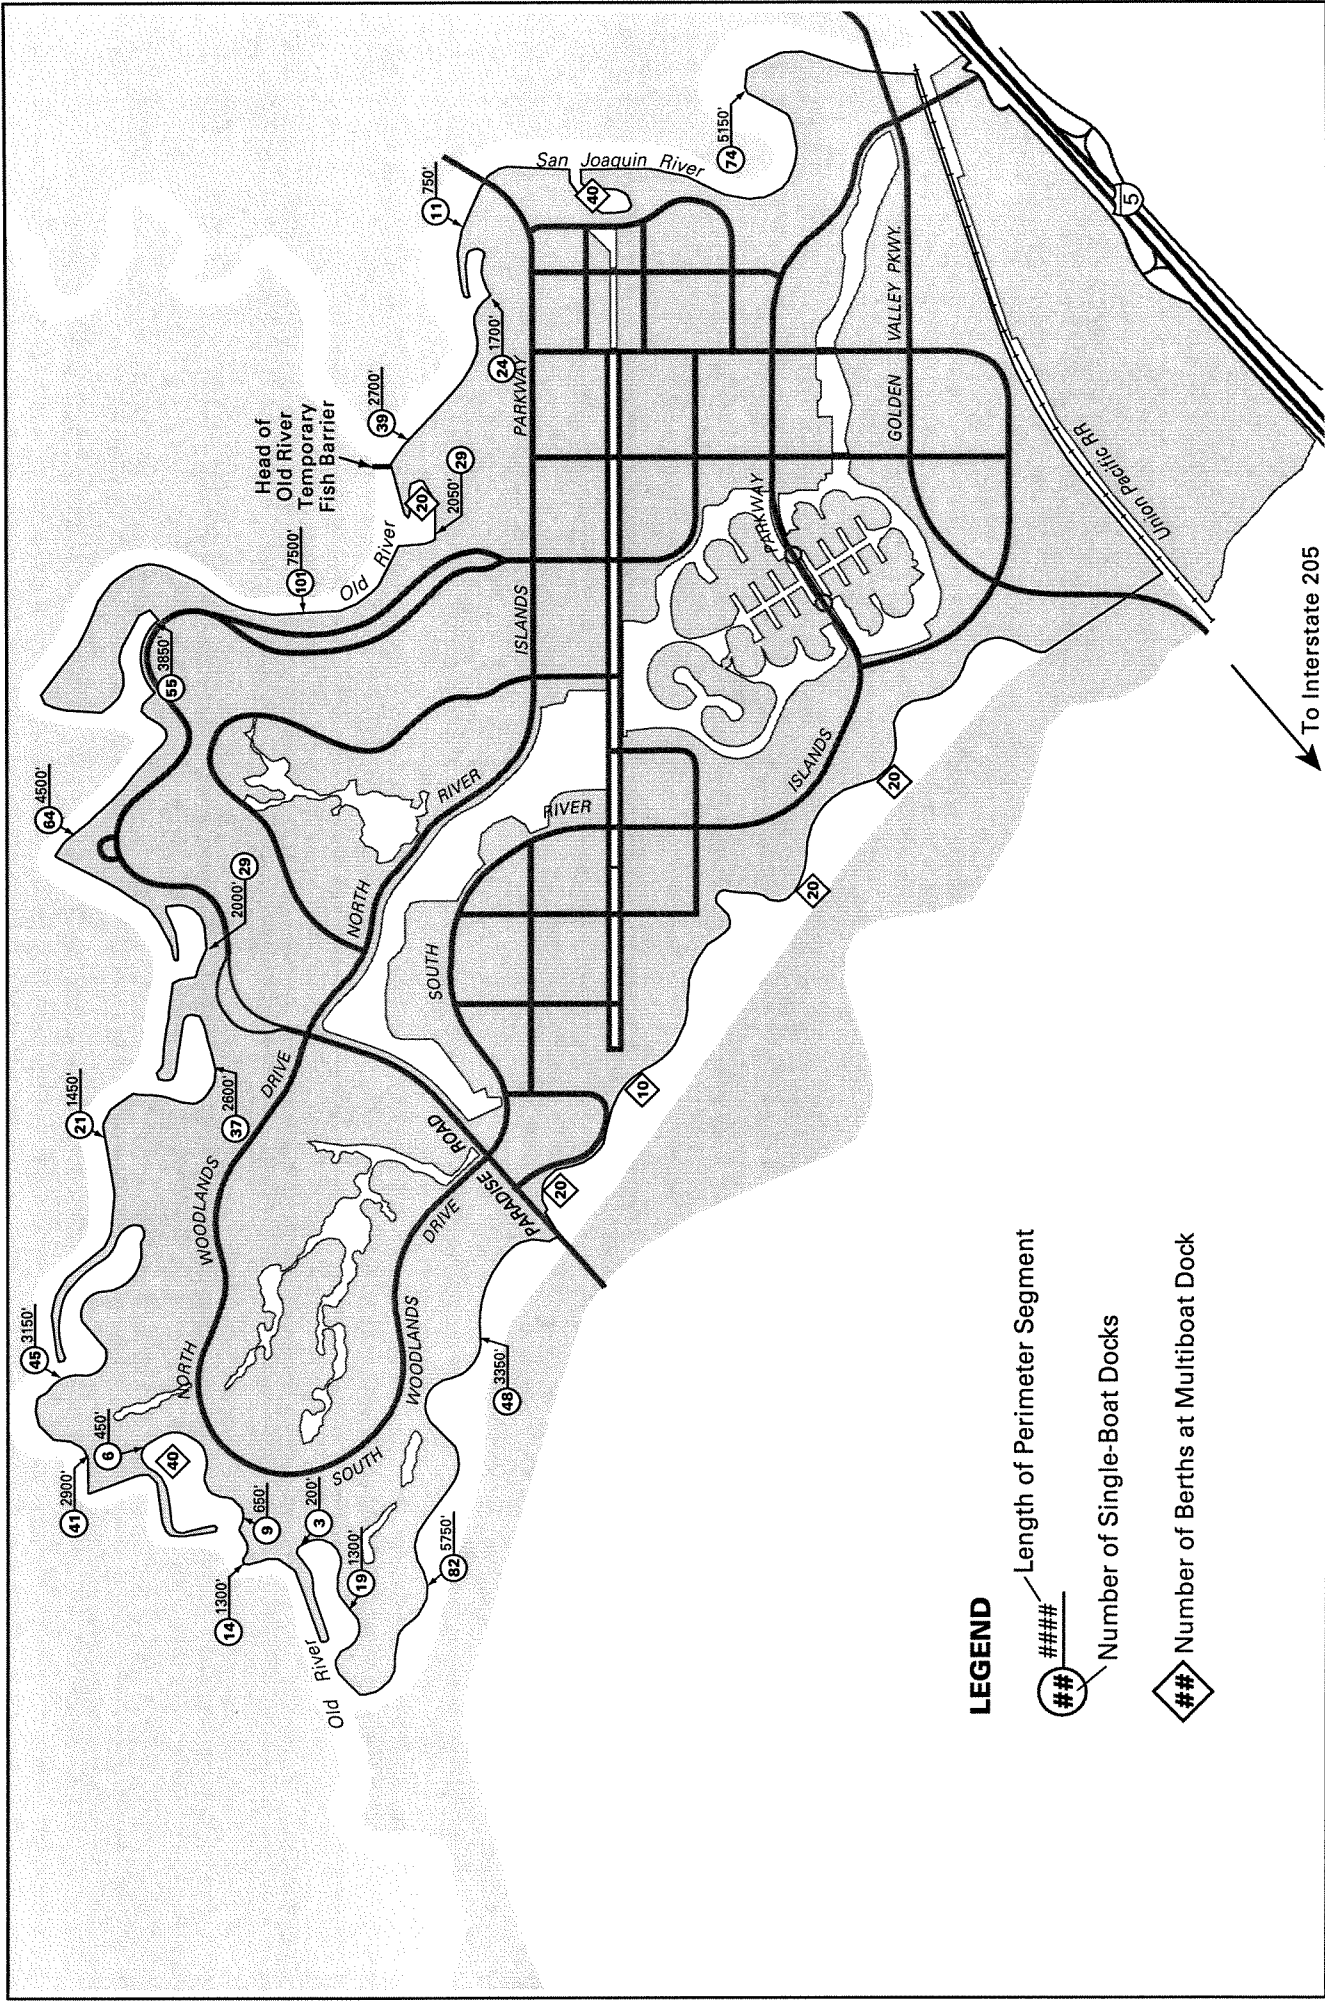 Head of
Old River
Temporary
Fish Barrier
San Joaquin River
40
74 5150'
11 750'
24 1700'
39 2700'
20
2050' 29
101 7500'
Old River
55 3850'
64 4500'
2000' 29
37 2600'
21 1450'
45 3150'
6 450'
40
41 2900'
9 650'
14 1300'
3 200'
19 1300'
82 5750'
48 3350'
Old River
20
10
20
20
NORTH WOODLANDS DRIVE
SOUTH WOODLANDS DRIVE
PARADISE ROAD
NORTH RIVER ISLANDS PARKWAY
SOUTH RIVER ISLANDS PARKWAY
GOLDEN VALLEY PKWY.
Union Pacific RR
5
To Interstate 205
LEGEND
## #### Length of Perimeter Segment
Number of Single-Boat Docks
## Number of Berths at Multiboat Dock